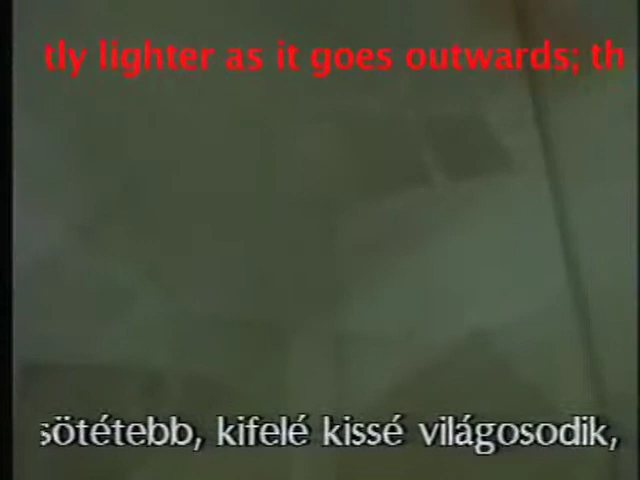 tly lighter as it goes outwards; th
sötétebb, kifelé kissé világosodik,